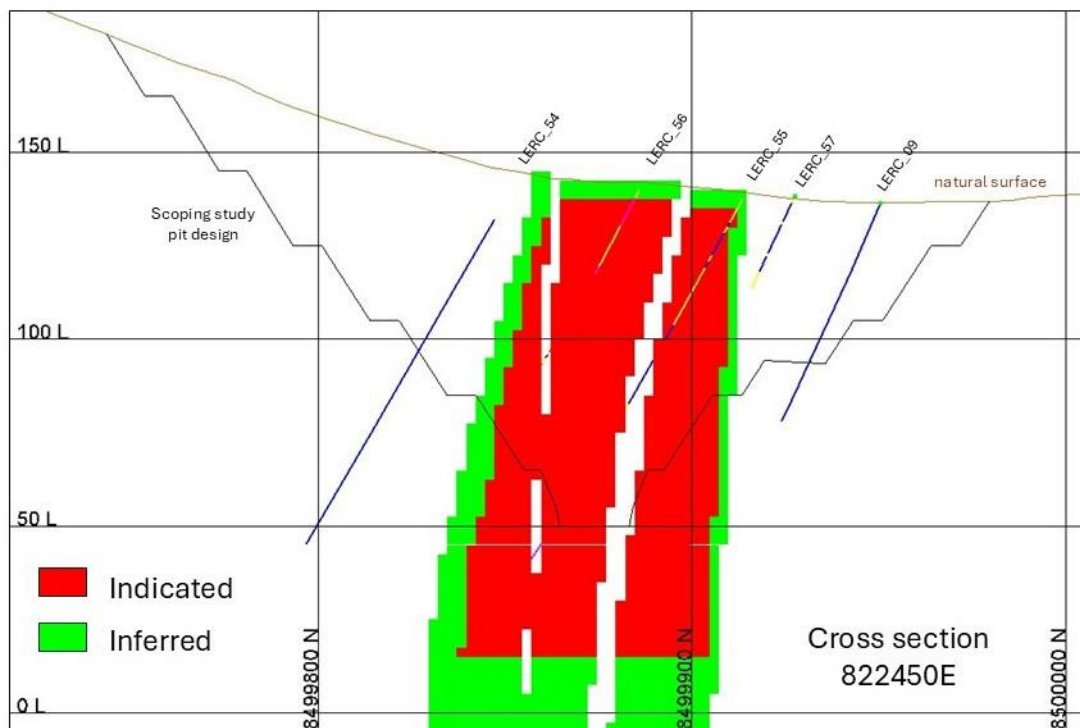 LERC_54
LERC_56
LERC_55
LERC_57
LERC_09
150 L
natural surface
Scoping study
pit design
100 L
50 L
Indicated
Inferred
Cross section
822450E
8499800 N
8499900 N
8500000 N
0 L